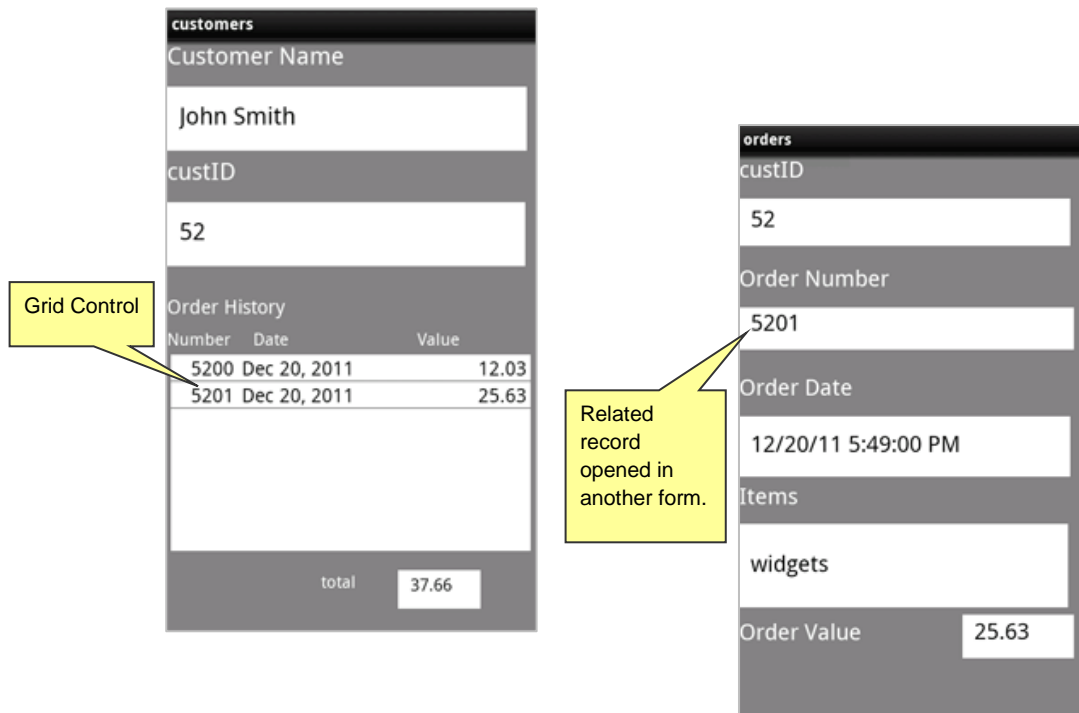 customers
Customer Name
John Smith
custID
52
Grid Control
Order History
Number Date Value
5200 Dec 20, 2011 12.03
5201 Dec 20, 2011 25.63
total 37.66
orders
custID
52
Order Number
5201
Related
record
opened in
another form.
Order Date
12/20/11 5:49:00 PM
Items
widgets
Order Value 25.63